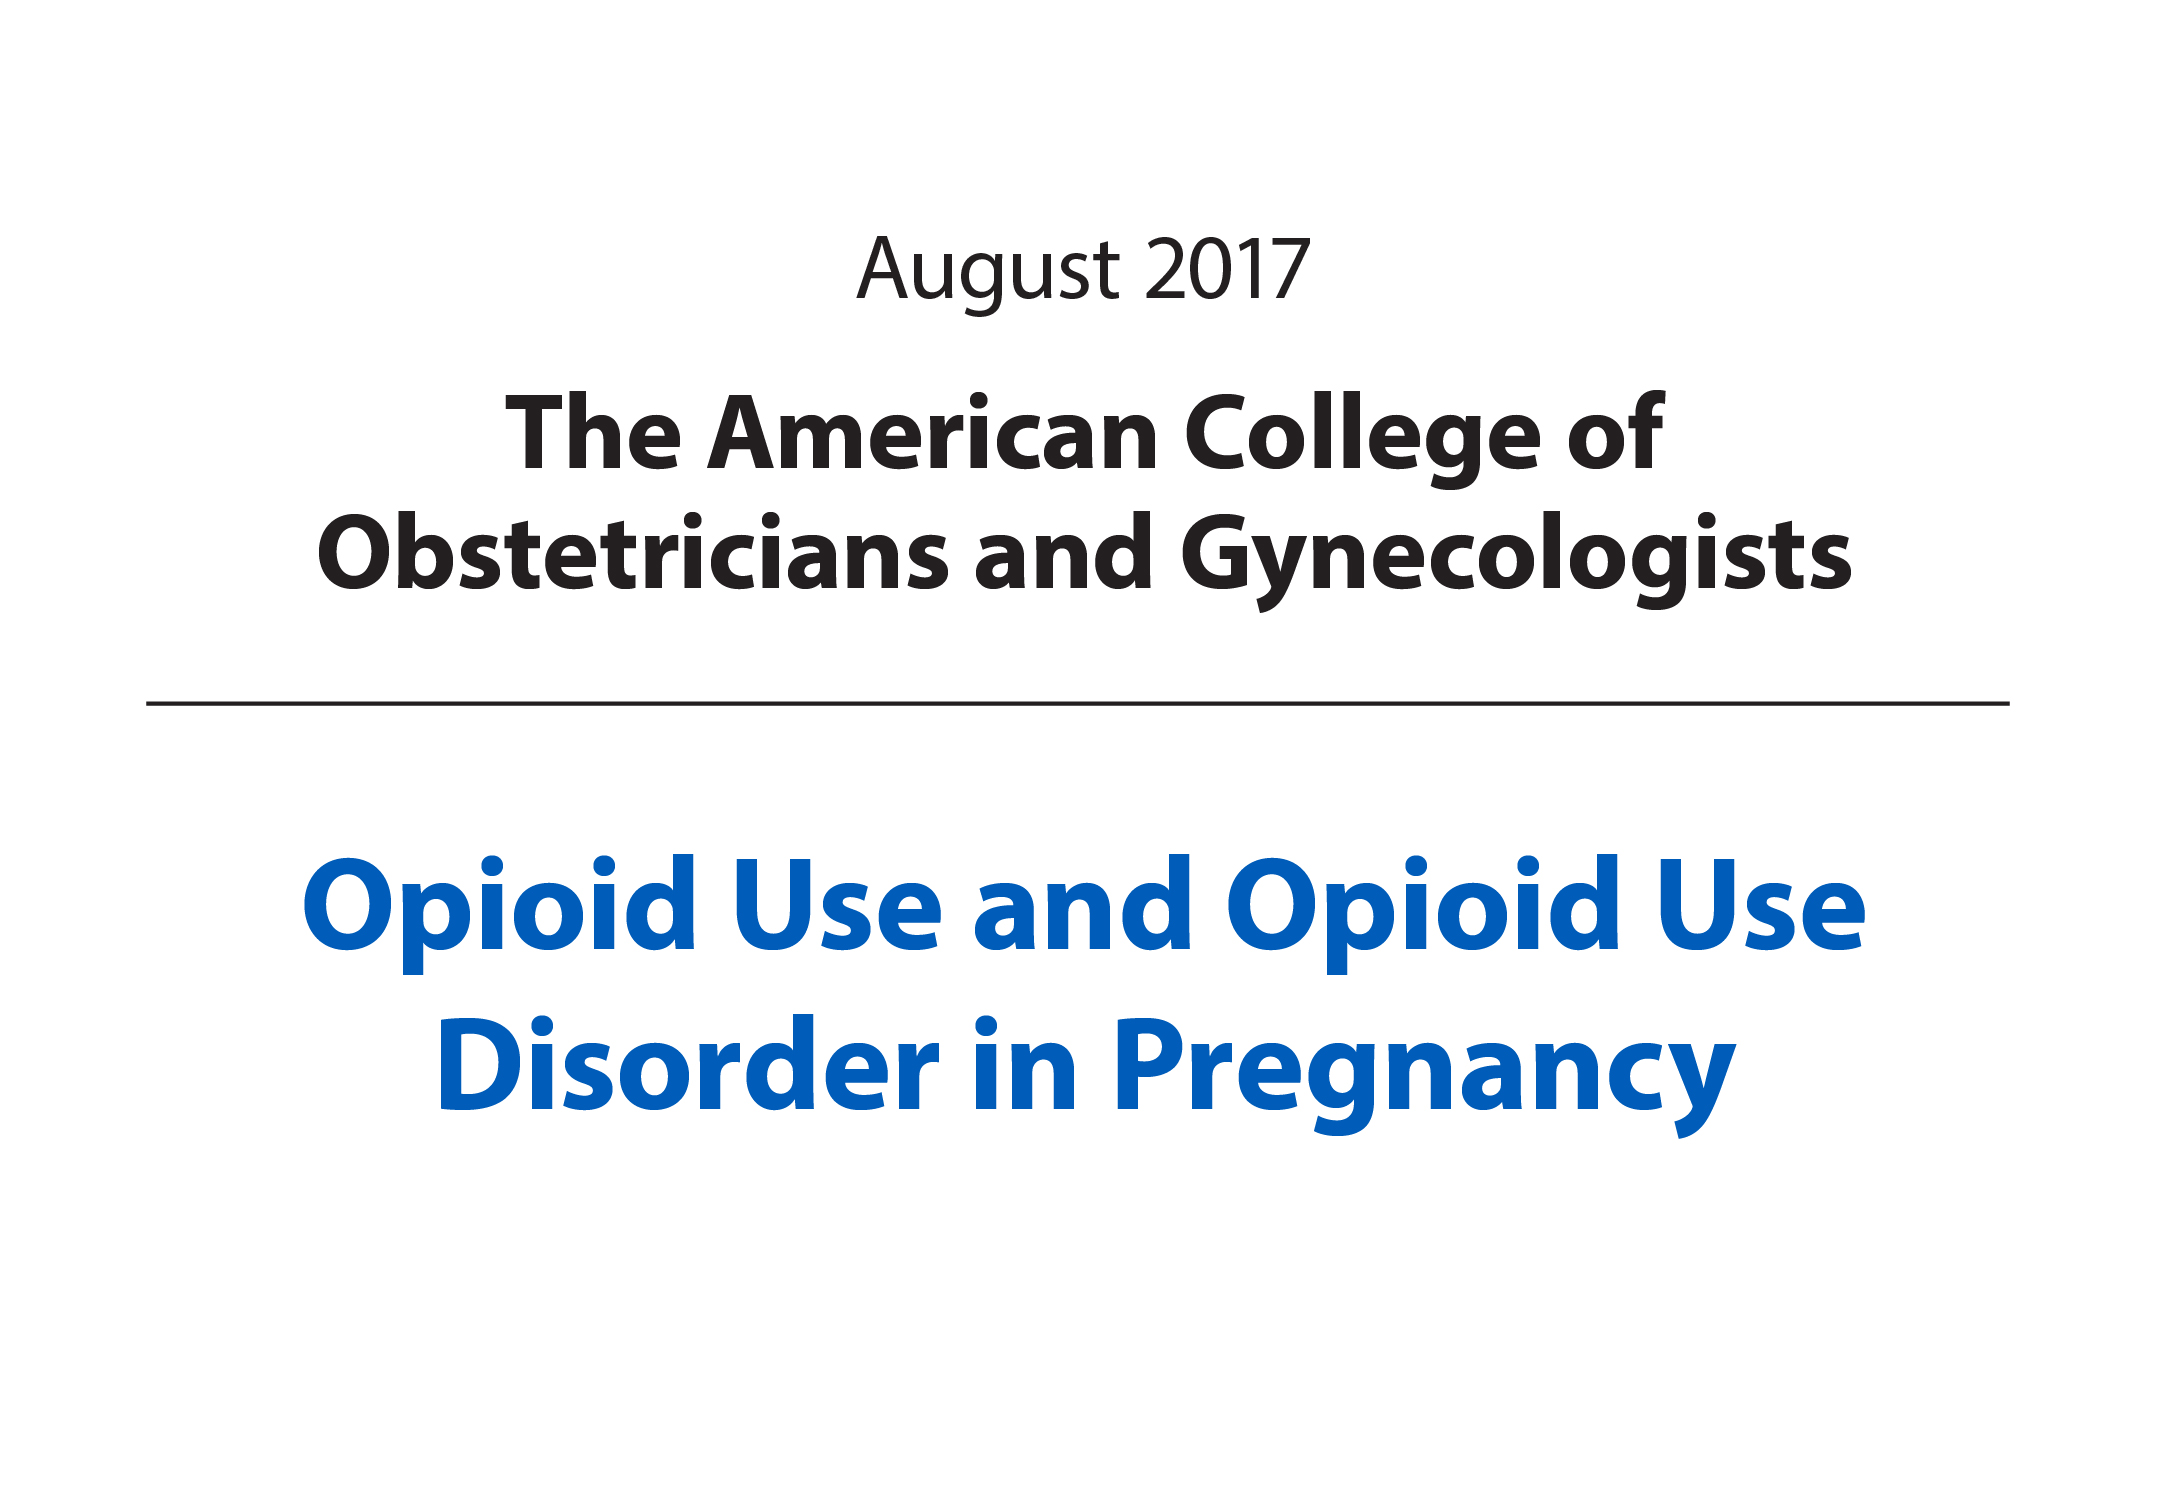 August 2017
The American College of
Obstetricians and Gynecologists
Opioid Use and Opioid Use
Disorder in Pregnancy